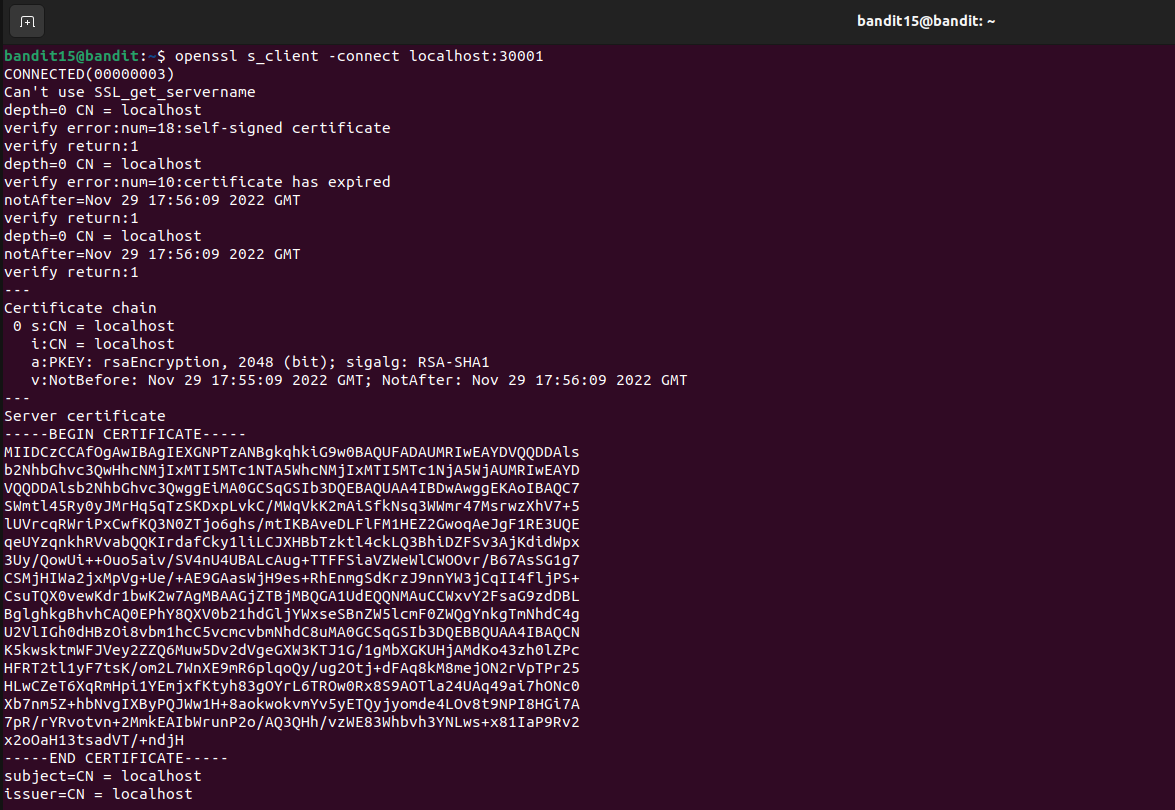 bandit15@bandit: ~
bandit15@bandit:~$ openssl s_client -connect localhost:30001
CONNECTED(00000003)
Can't use SSL_get_servername
depth=0 CN = localhost
verify error:num=18:self-signed certificate
verify return:1
depth=0 CN = localhost
verify error:num=10:certificate has expired
notAfter=Nov 29 17:56:09 2022 GMT
verify return:1
depth=0 CN = localhost
notAfter=Nov 29 17:56:09 2022 GMT
verify return:1
---
Certificate chain
 0 s:CN = localhost
   i:CN = localhost
   a:PKEY: rsaEncryption, 2048 (bit); sigalg: RSA-SHA1
   v:NotBefore: Nov 29 17:55:09 2022 GMT; NotAfter: Nov 29 17:56:09 2022 GMT
---
Server certificate
-----BEGIN CERTIFICATE-----
MIIDCzCCAfOgAwIBAgIEXGNPTzANBgkqhkiG9w0BAQUFADAUMRIwEAYDVQQDDAls
b2NhbGhvc3QwHhcNMjIxMTI5MTc1NTA5WhcNMjIxMTI5MTc1NjA5WjAUMRIwEAYD
VQQDDAlsb2NhbGhvc3QwggEiMA0GCSqGSIb3DQEBAQUAA4IBDwAwggEKAoIBAQC7
SWmtl45Ry0yJMrHq5qTzSKDxpLvkC/MWqVkK2mAiSfkNsq3WWmr47MsrwzXhV7+5
lUVrcqRWriPxCwfKQ3N0ZTjo6ghs/mtIKBAveDLFlFM1HEZ2GwoqAeJgF1RE3UQE
qeUYzqnkhRVvabQQKIrdafCky1liLCJXHBbTzktl4ckLQ3BhiDZFSv3AjKdidWpx
3Uy/QowUi++Ouo5aiv/SV4nU4UBALcAug+TTFFSiaVZWeWlCWOOvr/B67AsSG1g7
CSMjHIWa2jxMpVg+Ue/+AE9GAasWjH9es+RhEnmgSdKrzJ9nnYW3jCqII4fljPS+
CsuTQX0vewKdr1bwK2w7AgMBAAGjZTBjMBQGA1UdEQQNMAuCCWxvY2FsaG9zdDBL
BglghkgBhvhCAQ0EPhY8QXV0b21hdGljYWxseSBnZW5lcmF0ZWQgYnkgTmNhdC4g
U2VlIGh0dHBzOi8vbm1hcC5vcmcvbmNhdC8uMA0GCSqGSIb3DQEBBQUAA4IBAQCN
K5kwsktmWFJVey2ZZQ6Muw5Dv2dVgeGXW3KTJ1G/1gMbXGKUHjAMdKo43zh0lZPc
HFRT2tl1yF7tsK/om2L7WnXE9mR6plqoQy/ug2Otj+dFAq8kM8mejON2rVpTPr25
HLwCZeT6XqRmHpi1YEmjxfKtyh83gOYrL6TROw0Rx8S9AOTla24UAq49ai7hONc0
Xb7nm5Z+hbNvgIXByPQJWw1H+8aokwokvmYv5yETQyjyomde4LOv8t9NPI8HGi7A
7pR/rYRvotvn+2MmkEAIbWrunP2o/AQ3QHh/vzWE83Whbvh3YNLws+x81IaP9Rv2
x2oOaH13tsadVT/+ndjH
-----END CERTIFICATE-----
subject=CN = localhost
issuer=CN = localhost